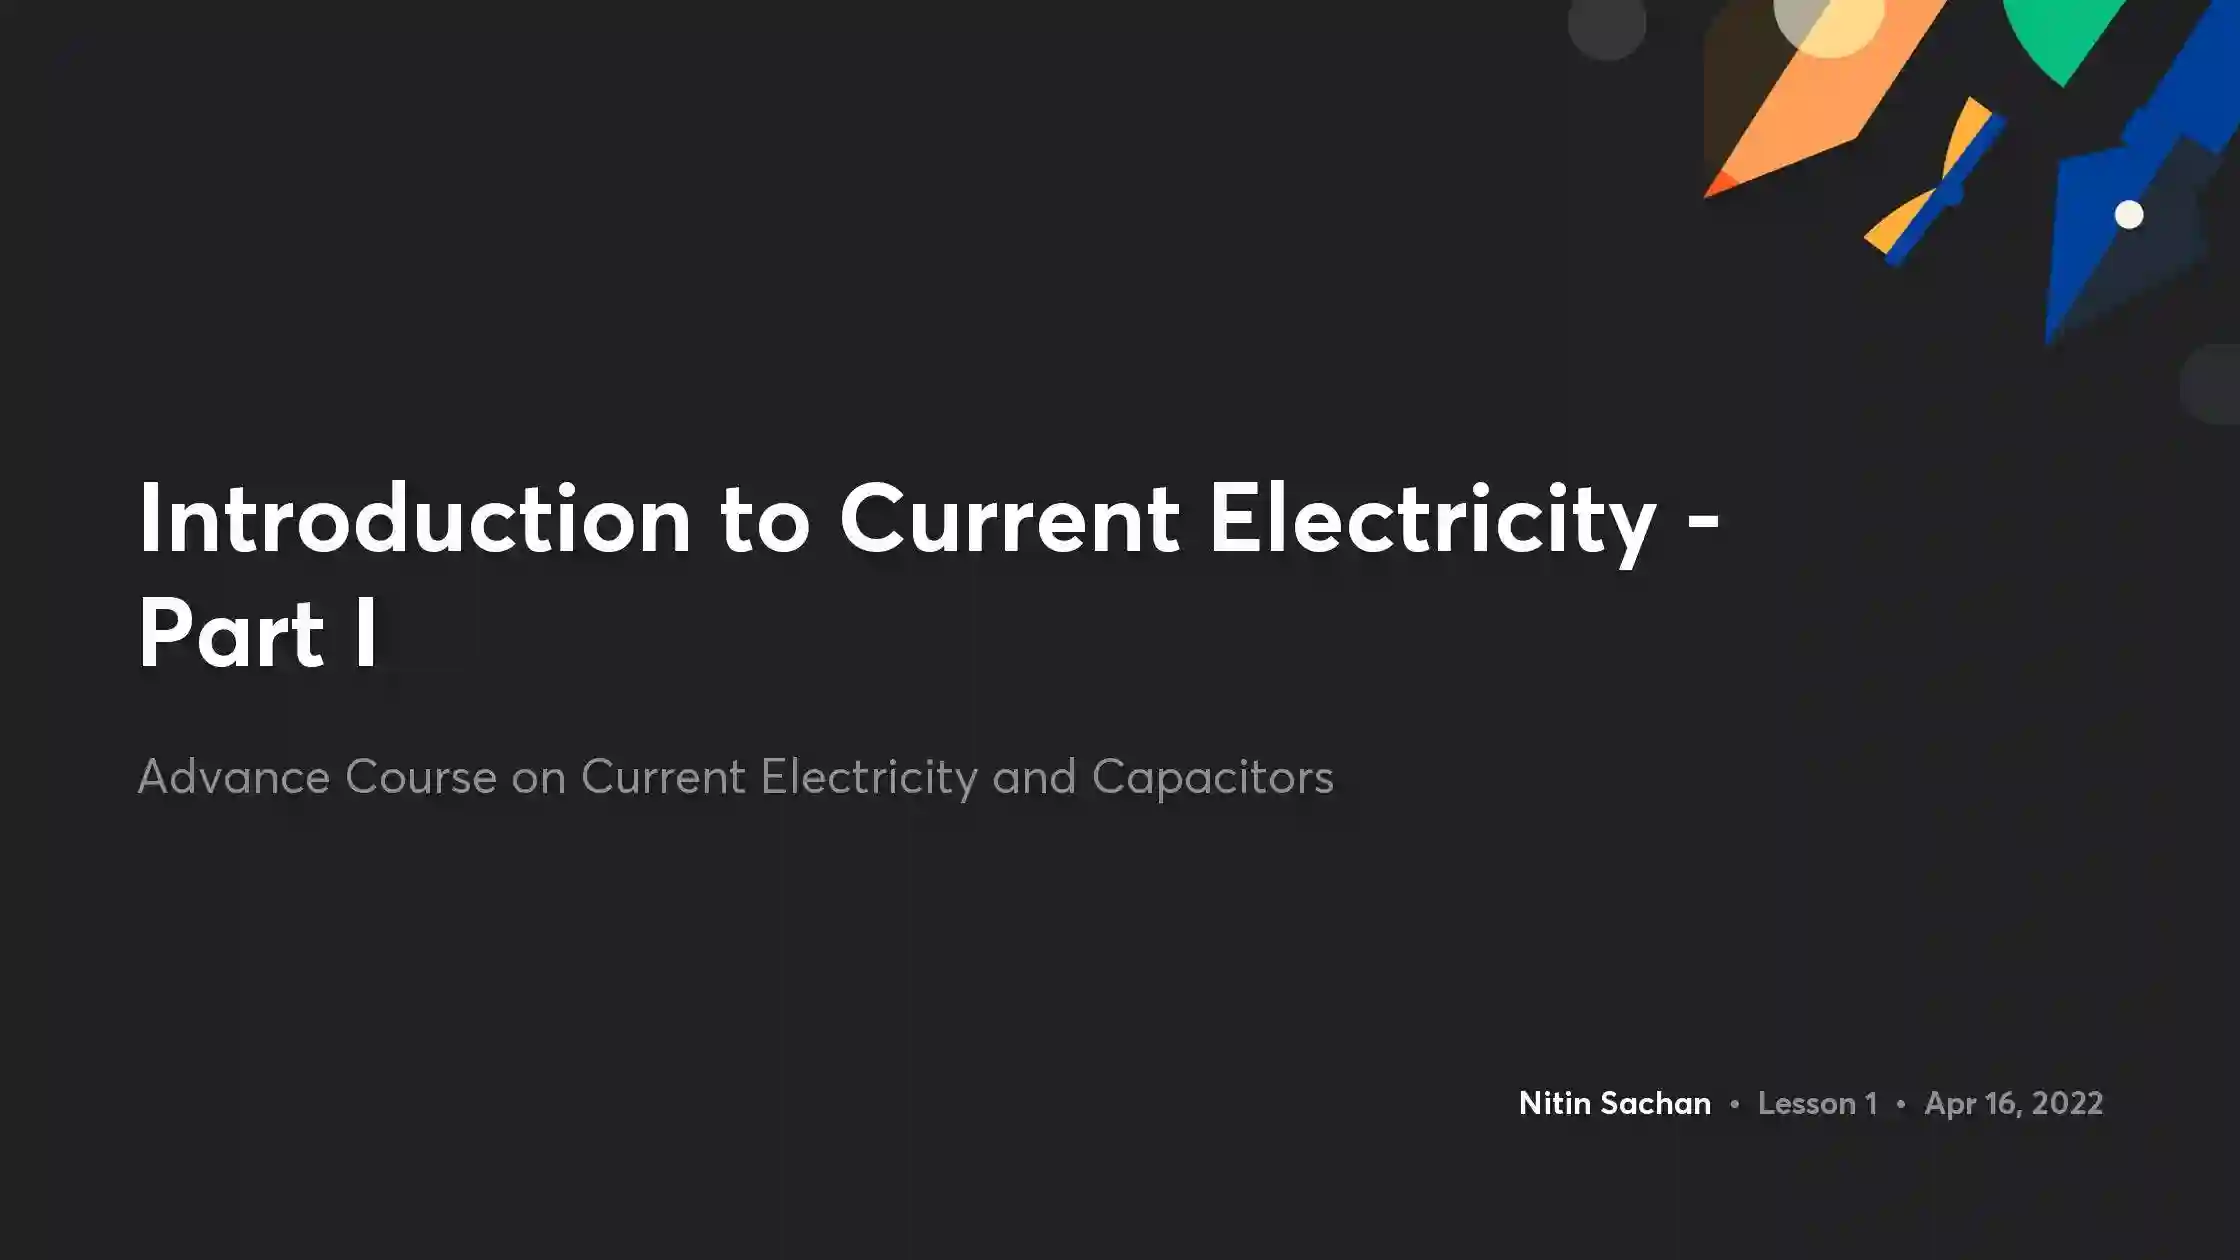 Introduction to Current Electricity -
Part I
Advance Course on Current Electricity and Capacitors
Nitin Sachan • Lesson 1 • Apr 16, 2022